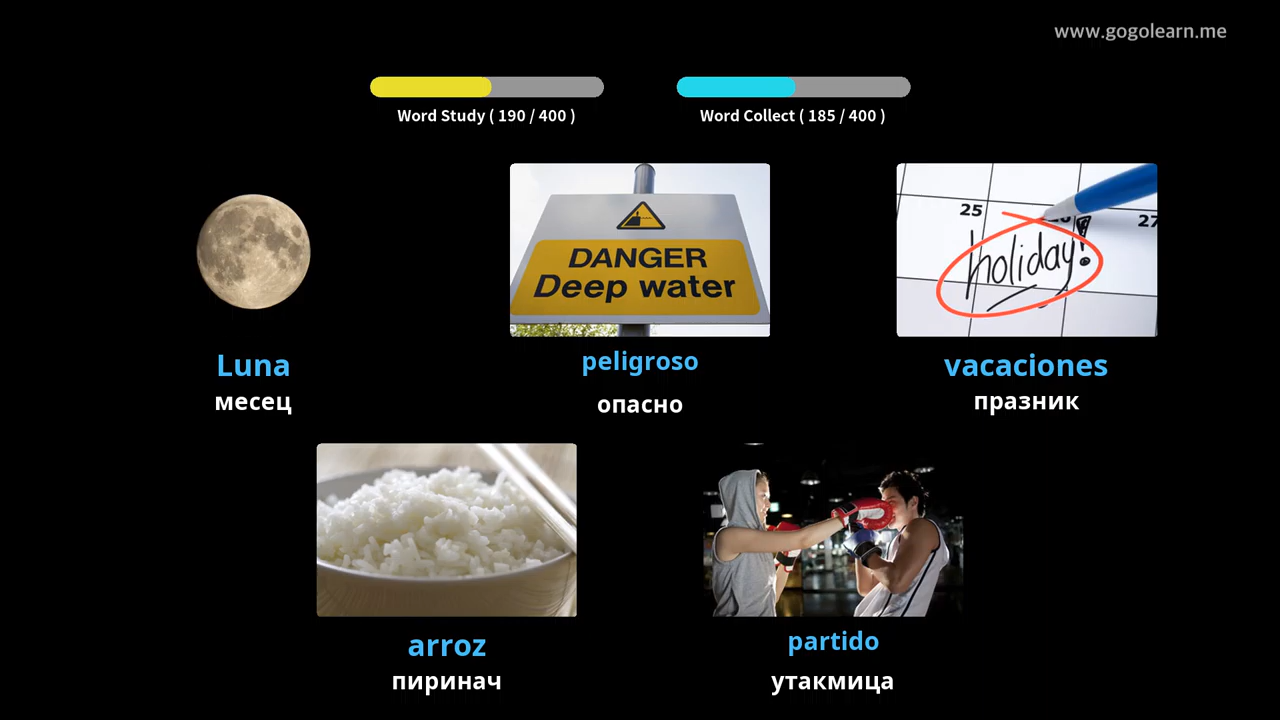 www.gogolearn.me
Word Study ( 190 / 400 )
Word Collect ( 185 / 400 )
DANGER
Deep water
25
27
holiday!
Luna
месец
peligroso
опасно
vacaciones
празник
arroz
пиринач
partido
утакмица